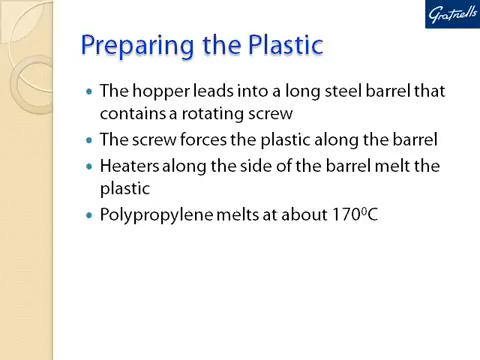 Gratnells
Preparing the Plastic
• The hopper leads into a long steel barrel that
contains a rotating screw
• The screw forces the plastic along the barrel
• Heaters along the side of the barrel melt the
plastic
• Polypropylene melts at about 170⁰C